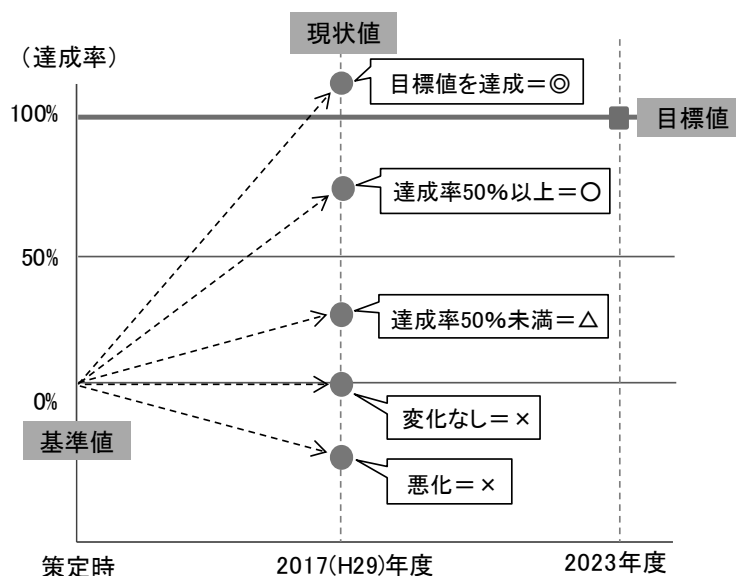 現状値
（達成率）
目標値を達成＝◎
100%
目標値
達成率50%以上＝○
50%
達成率50%未満＝△
0%
変化なし＝×
基準値
悪化＝×
策定時
2017(H29)年度
2023年度